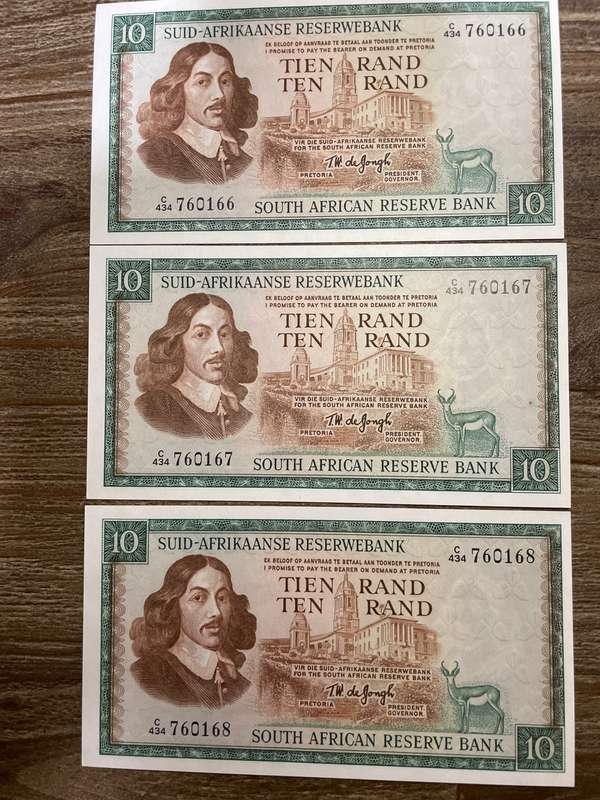 10 SUID-AFRIKAANSE RESERWEBANK C/434 760166
EK BELOOF OP AANVRAAG TE BETAAL AAN TOONDER TE PRETORIA
I PROMISE TO PAY THE BEARER ON DEMAND AT PRETORIA
TIEN RAND
TEN RAND
VIR DIE SUID-AFRIKAANSE RESERWEBANK
FOR THE SOUTH AFRICAN RESERVE BANK
T.W. de Jongh
PRETORIA PRESIDENT
GOVERNOR.
C/434 760166 SOUTH AFRICAN RESERVE BANK 10
10 SUID-AFRIKAANSE RESERWEBANK C/434 760167
EK BELOOF OP AANVRAAG TE BETAAL AAN TOONDER TE PRETORIA
I PROMISE TO PAY THE BEARER ON DEMAND AT PRETORIA
TIEN RAND
TEN RAND
VIR DIE SUID-AFRIKAANSE RESERWEBANK
FOR THE SOUTH AFRICAN RESERVE BANK
T.W. de Jongh
PRETORIA PRESIDENT
GOVERNOR.
C/434 760167 SOUTH AFRICAN RESERVE BANK 10
10 SUID-AFRIKAANSE RESERWEBANK C/434 760168
EK BELOOF OP AANVRAAG TE BETAAL AAN TOONDER TE PRETORIA
I PROMISE TO PAY THE BEARER ON DEMAND AT PRETORIA
TIEN RAND
TEN RAND
VIR DIE SUID-AFRIKAANSE RESERWEBANK
FOR THE SOUTH AFRICAN RESERVE BANK
T.W. de Jongh
PRETORIA PRESIDENT
GOVERNOR.
C/434 760168 SOUTH AFRICAN RESERVE BANK 10